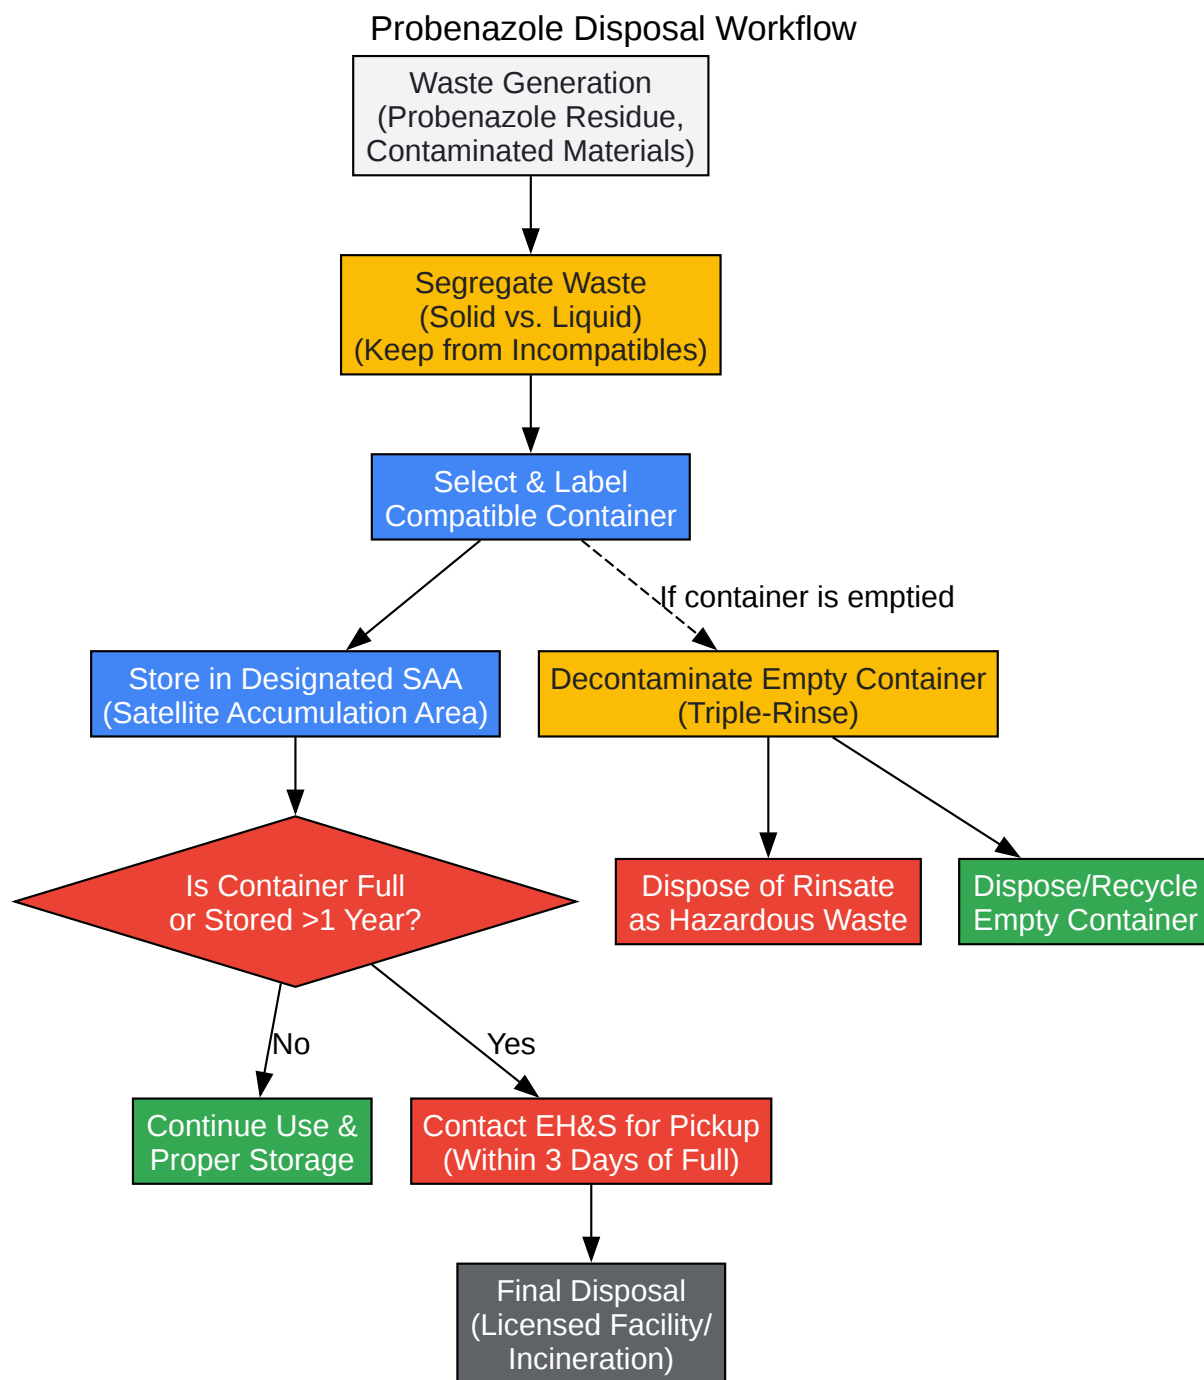 Probenazole Disposal Workflow
Waste Generation
(Probenazole Residue,
Contaminated Materials)
Segregate Waste
(Solid vs. Liquid)
(Keep from Incompatibles)
Select & Label
Compatible Container
If container is emptied
Store in Designated SAA
(Satellite Accumulation Area)
Decontaminate Empty Container
(Triple-Rinse)
Is Container Full
or Stored >1 Year?
Dispose of Rinsate
as Hazardous Waste
Dispose/Recycle
Empty Container
No
Yes
Continue Use &
Proper Storage
Contact EH&S for Pickup
(Within 3 Days of Full)
Final Disposal
(Licensed Facility/
Incineration)